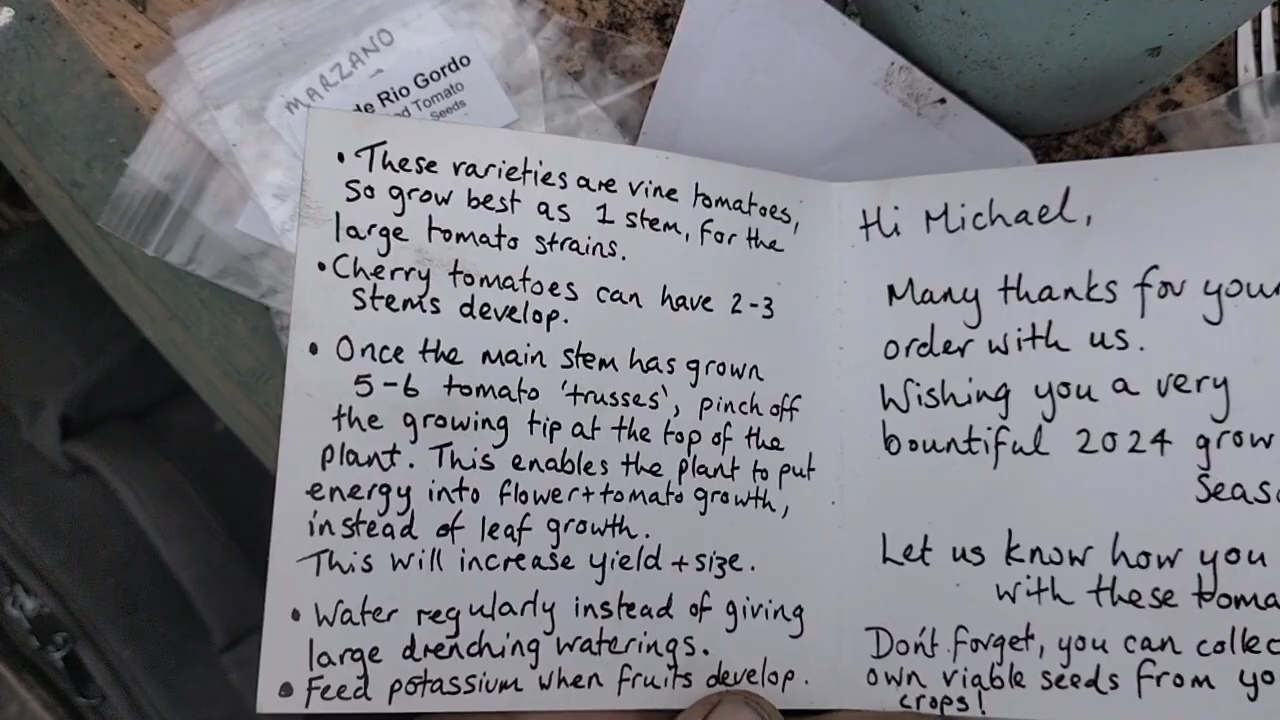 MARZANO
de Rio Gordo
Tomato
Seeds
• These varieties are vine tomatoes,
so grow best as 1 stem, for the
large tomato strains.
• Cherry tomatoes can have 2-3
stems develop.
• Once the main stem has grown
5-6 tomato 'trusses', pinch off
the growing tip at the top of the
plant. This enables the plant to put
energy into flower + tomato growth,
instead of leaf growth.
This will increase yield + size.
• Water regularly instead of giving
large drenching waterings.
• Feed potassium when fruits develop.
Hi Michael,
Many thanks for your
order with us.
Wishing you a very
bountiful 2024 grow
Seas
Let us know how you
with these toma
Don't forget, you can collec
own viable seeds from yo
crops!